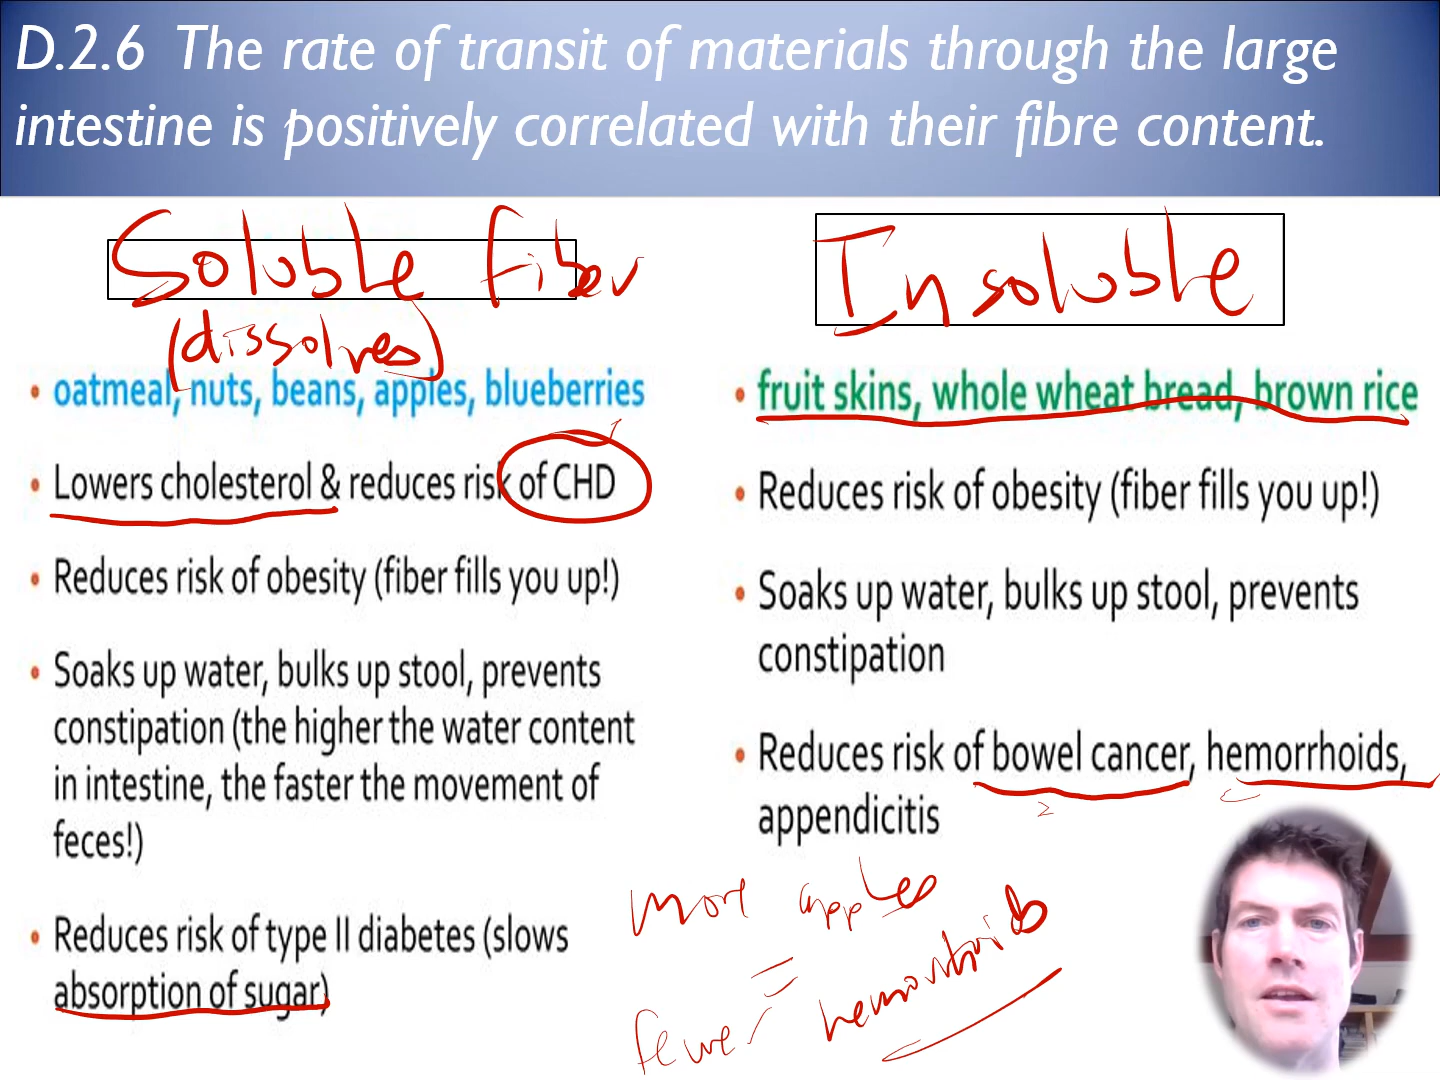 D.2.6 The rate of transit of materials through the large
intestine is positively correlated with their fibre content.
Soluble Fiber
(dissolves)
• oatmeal, nuts, beans, apples, blueberries
• Lowers cholesterol & reduces risk of CHD
• Reduces risk of obesity (fiber fills you up!)
• Soaks up water, bulks up stool, prevents
constipation (the higher the water content
in intestine, the faster the movement of
feces!)
• Reduces risk of type II diabetes (slows
absorption of sugar)
Insoluble
• fruit skins, whole wheat bread, brown rice
• Reduces risk of obesity (fiber fills you up!)
• Soaks up water, bulks up stool, prevents
constipation
• Reduces risk of bowel cancer, hemorrhoids,
appendicitis
more apples
=
fewer hemorrhoids